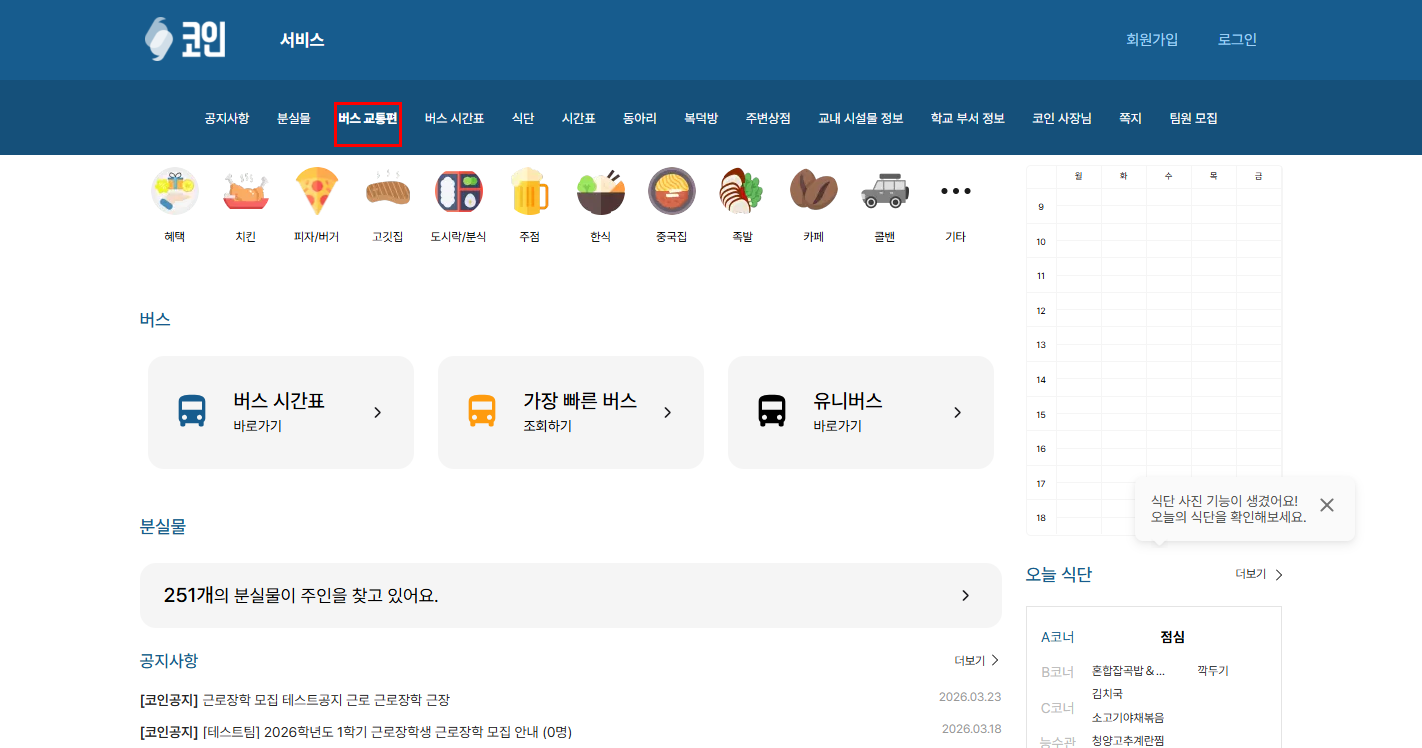 코인
서비스
회원가입
로그인
공지사항 분실물 버스 교통편 버스 시간표 식단 시간표 동아리 복덕방 주변상점 교내 시설물 정보 학교 부서 정보 코인 사장님 쪽지 팀원 모집
혜택 치킨 피자/버거 고깃집 도시락/분식 주점 한식 중국집 족발 카페 콜밴 기타
버스
버스 시간표
바로가기
가장 빠른 버스
조회하기
유니버스
바로가기
분실물
251개의 분실물이 주인을 찾고 있어요.
공지사항
더보기
[코인공지] 근로장학 모집 테스트공지 근로 근로장학 근장
2026.03.23
[코인공지] [테스트팀] 2026학년도 1학기 근로장학생 근로장학 모집 안내 (0명)
2026.03.18
월 화 수 목 금
9
10
11
12
13
14
15
16
17
18
식단 사진 기능이 생겼어요!
오늘의 식단을 확인해보세요.
오늘 식단
더보기
A코너
B코너
C코너
능수관
점심
혼합잡곡밥 & ... 깍두기
김치국
소고기야채볶음
청양고추계란찜